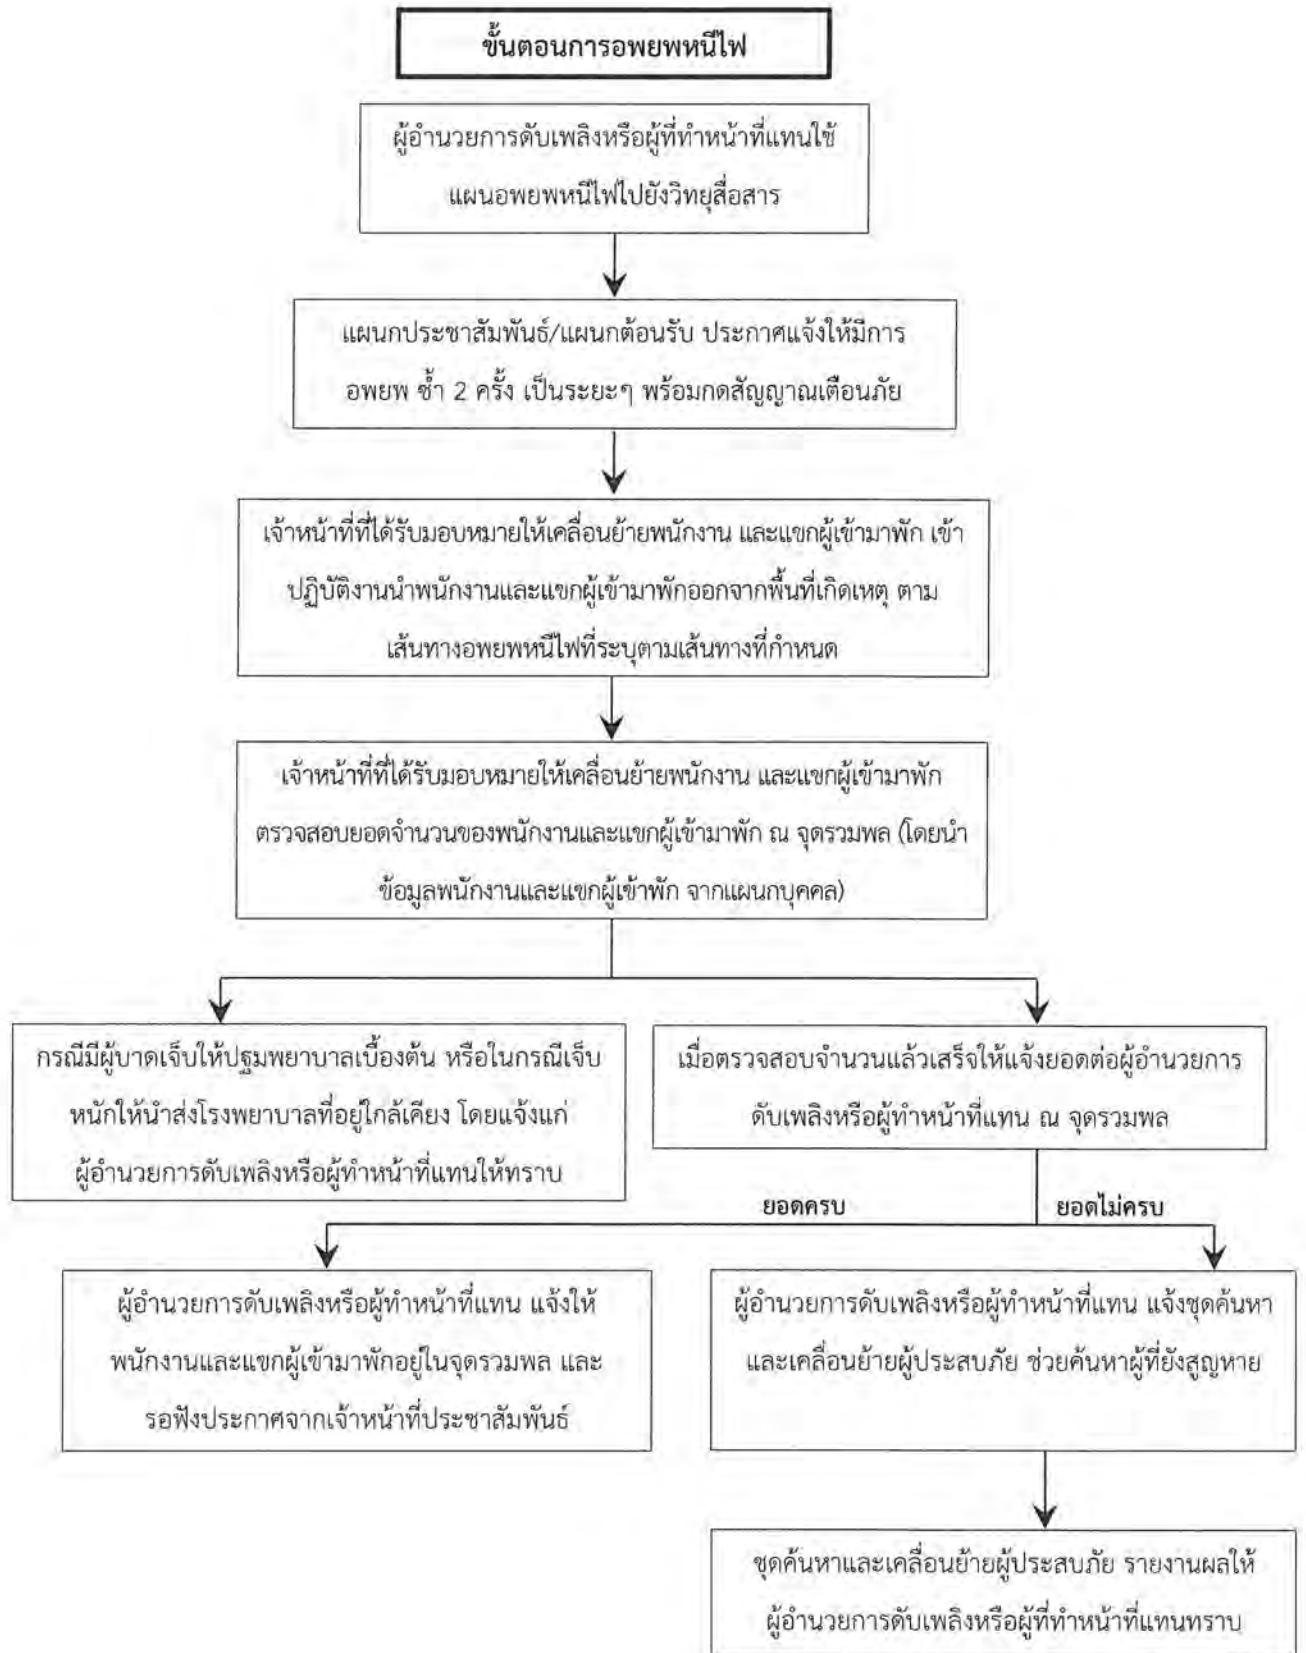 ขั้นตอนการอพยพหนีไฟ
ผู้อำนวยการดับเพลิงหรือผู้ที่ทำหน้าที่แทนใช้
แผนอพยพหนีไฟไปยังวิทยุสื่อสาร
แผนกประชาสัมพันธ์/แผนกต้อนรับ ประกาศแจ้งให้มีการ
อพยพ ซ้ำ 2 ครั้ง เป็นระยะๆ พร้อมกดสัญญาณเตือนภัย
เจ้าหน้าที่ที่ได้รับมอบหมายให้เคลื่อนย้ายพนักงาน และแขกผู้เข้ามาพัก เข้า
ปฏิบัติงานนำพนักงานและแขกผู้เข้ามาพักออกจากพื้นที่เกิดเหตุ ตาม
เส้นทางอพยพหนีไฟที่ระบุตามเส้นทางที่กำหนด
เจ้าหน้าที่ที่ได้รับมอบหมายให้เคลื่อนย้ายพนักงาน และแขกผู้เข้ามาพัก
ตรวจสอบยอดจำนวนของพนักงานและแขกผู้เข้ามาพัก ณ จุดรวมพล (โดยนำ
ข้อมูลพนักงานและแขกผู้เข้าพัก จากแผนกบุคคล)
กรณีมีผู้บาดเจ็บให้ปฐมพยาบาลเบื้องต้น หรือในกรณีเจ็บ
หนักให้นำส่งโรงพยาบาลที่อยู่ใกล้เคียง โดยแจ้งแก่
ผู้อำนวยการดับเพลิงหรือผู้ทำหน้าที่แทนให้ทราบ
เมื่อตรวจสอบจำนวนแล้วเสร็จให้แจ้งยอดต่อผู้อำนวยการ
ดับเพลิงหรือผู้ทำหน้าที่แทน ณ จุดรวมพล
ยอดครบ
ยอดไม่ครบ
ผู้อำนวยการดับเพลิงหรือผู้ทำหน้าที่แทน แจ้งให้
พนักงานและแขกผู้เข้ามาพักอยู่ในจุดรวมพล และ
รอฟังประกาศจากเจ้าหน้าที่ประชาสัมพันธ์
ผู้อำนวยการดับเพลิงหรือผู้ทำหน้าที่แทน แจ้งชุดค้นหา
และเคลื่อนย้ายผู้ประสบภัย ช่วยค้นหาผู้ที่ยังสูญหาย
ชุดค้นหาและเคลื่อนย้ายผู้ประสบภัย รายงานผลให้
ผู้อำนวยการดับเพลิงหรือผู้ที่ทำหน้าที่แทนทราบ